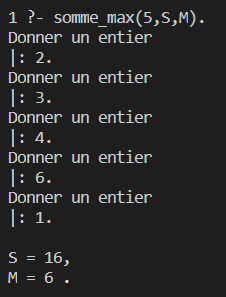 1 ?- somme_max(5,S,M).
Donner un entier
|: 2.
Donner un entier
|: 3.
Donner un entier
|: 4.
Donner un entier
|: 6.
Donner un entier
|: 1.
S = 16,
M = 6 .